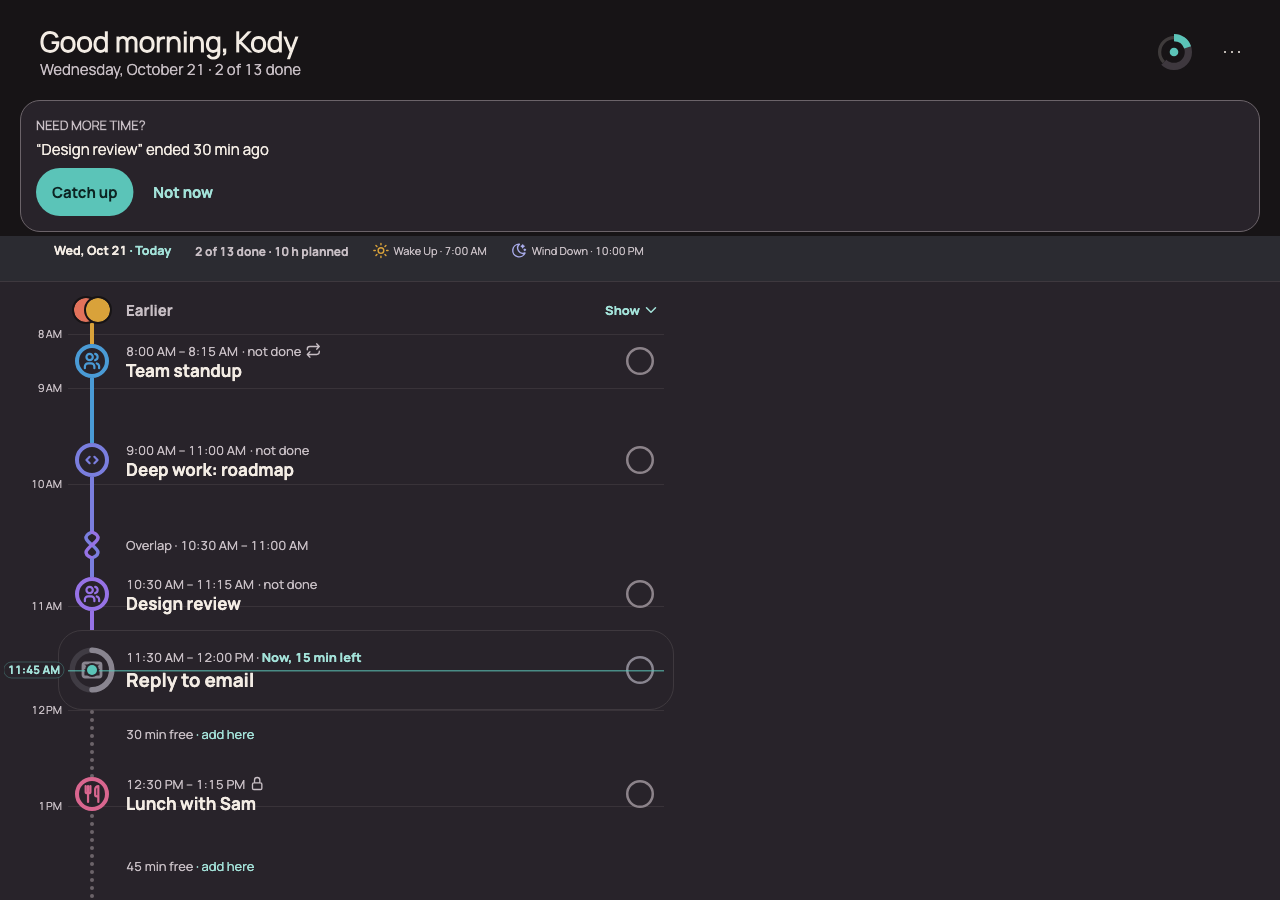 Good morning, Kody
Wednesday, October 21 · 2 of 13 done
...
NEED MORE TIME?
“Design review” ended 30 min ago
Catch up
Not now
Wed, Oct 21 · Today
2 of 13 done · 10 h planned
Wake Up · 7:00 AM
Wind Down · 10:00 PM
Earlier
Show
8 AM
8:00 AM – 8:15 AM · not done
Team standup
9 AM
9:00 AM – 11:00 AM · not done
Deep work: roadmap
10 AM
Overlap · 10:30 AM – 11:00 AM
10:30 AM – 11:15 AM · not done
Design review
11 AM
11:30 AM – 12:00 PM · Now, 15 min left
11:45 AM
Reply to email
12 PM
30 min free · add here
12:30 PM – 1:15 PM
Lunch with Sam
1 PM
45 min free · add here